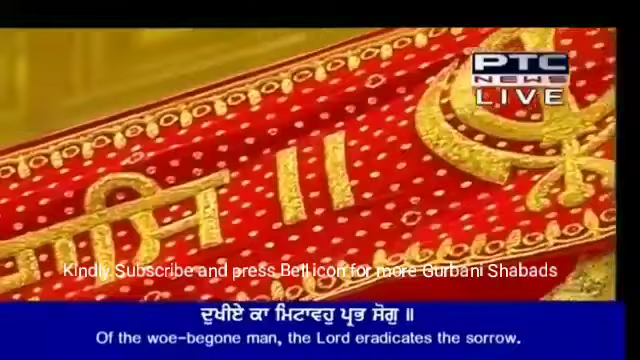 PTC
NEWS
LIVE
ਸਿ ॥
Kindly Subscribe and press Bell icon for more Gurbani Shabads
ਦੁਖੀਏ ਕਾ ਮਿਟਾਵਹੁ ਪ੍ਰਭ ਸੋਗੁ ॥
Of the woe-begone man, the Lord eradicates the sorrow.